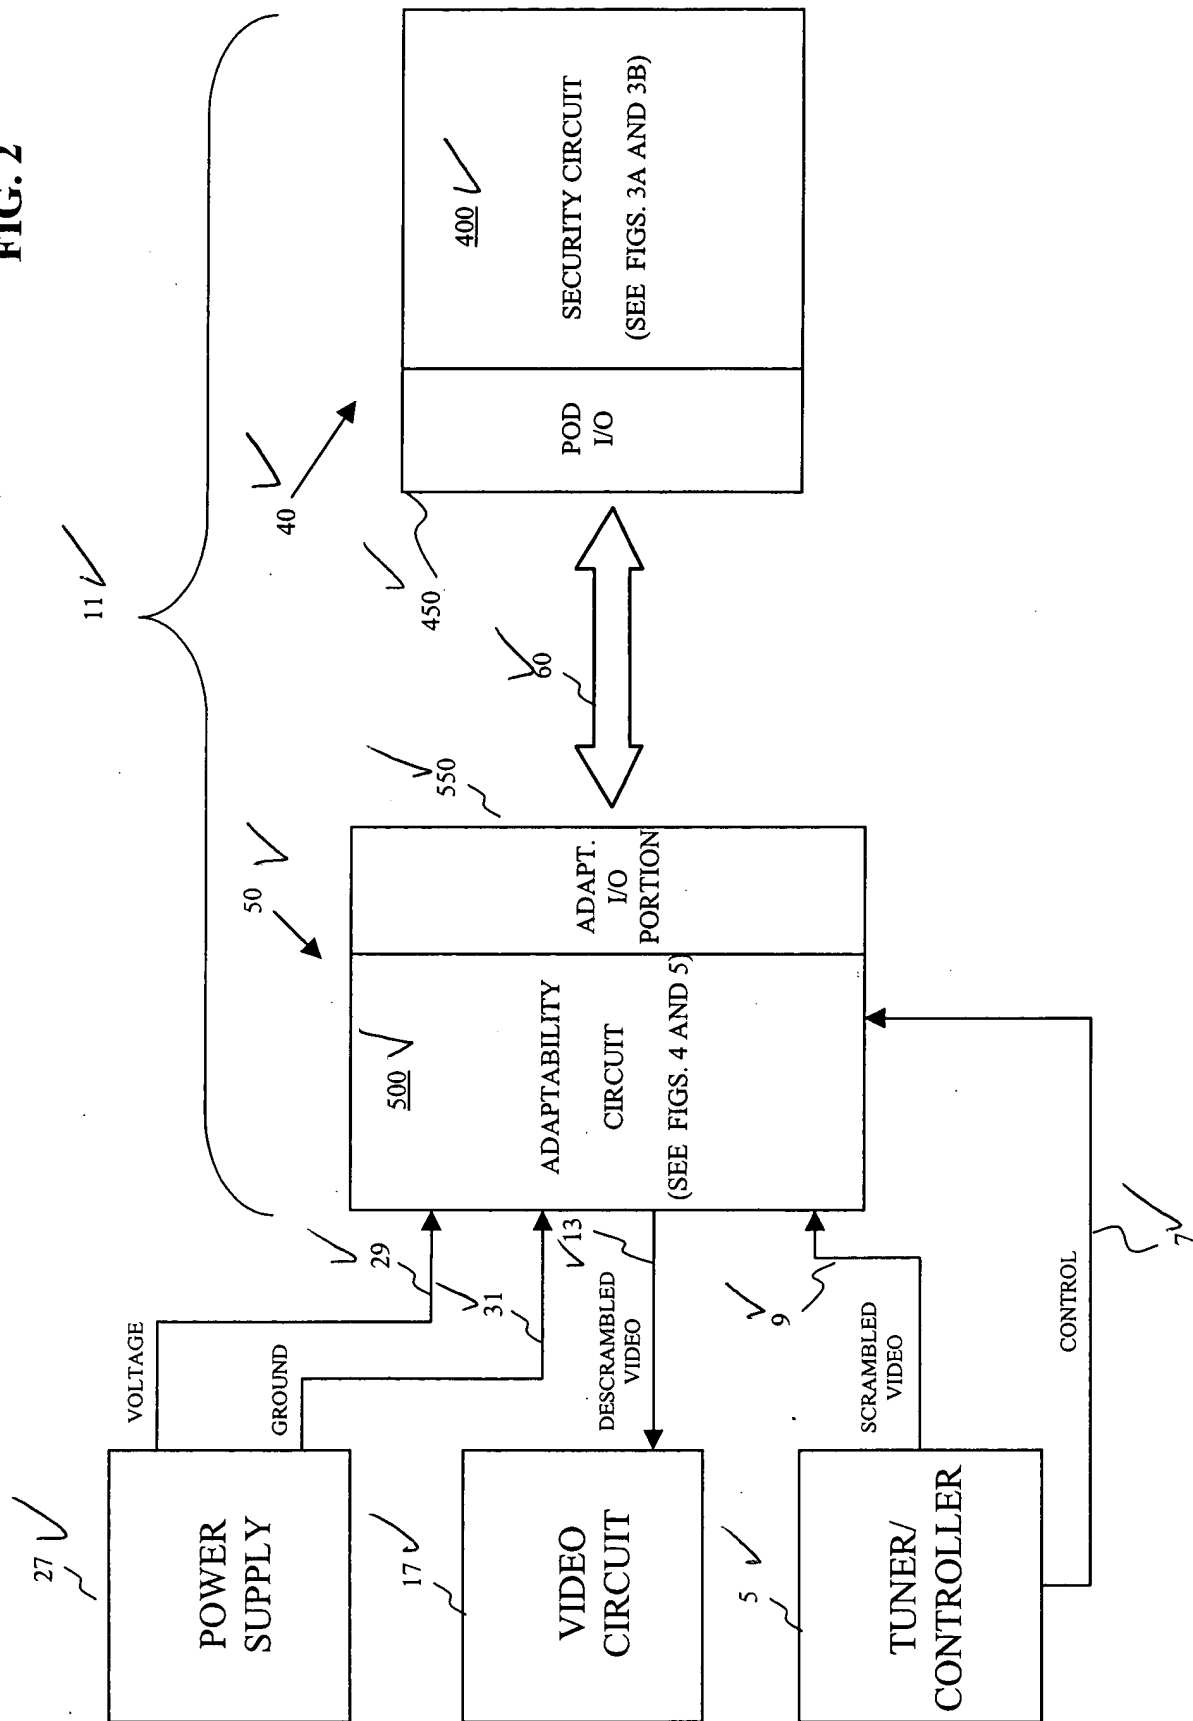 FIG. 2
11
40
450
60
400
SECURITY CIRCUIT
(SEE FIGS. 3A AND 3B)
POD
I/O
50
550
500
ADAPTABILITY
CIRCUIT
(SEE FIGS. 4 AND 5)
ADAPT.
I/O
PORTION
27
POWER
SUPPLY
VOLTAGE
29
GROUND
31
17
VIDEO
CIRCUIT
DESCRAMBLED
VIDEO
13
5
TUNER/
CONTROLLER
SCRAMBLED
VIDEO
9
CONTROL
7